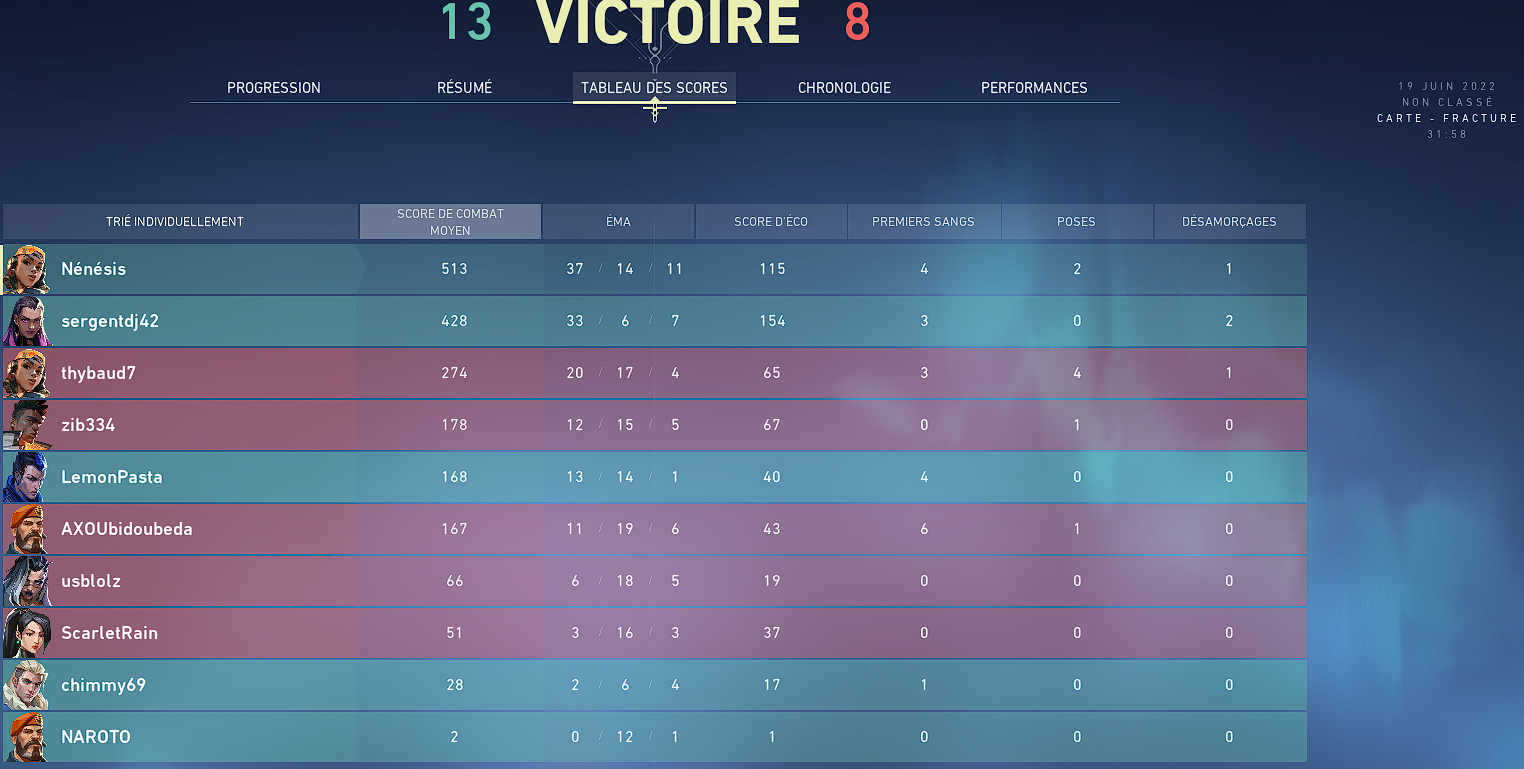 13 VICTOIRE 8
PROGRESSION RÉSUMÉ TABLEAU DES SCORES CHRONOLOGIE PERFORMANCES
19 JUIN 2022
NON CLASSÉ
CARTE - FRACTURE
31:58
TRIÉ INDIVIDUELLEMENT SCORE DE COMBAT MOYEN ÉMA SCORE D'ÉCO PREMIERS SANGS POSES DÉSAMORÇAGES
Nénésis 513 37 / 14 / 11 115 4 2 1
sergentdj42 428 33 / 6 / 7 154 3 0 2
thybaud7 274 20 / 17 / 4 65 3 4 1
zib334 178 12 / 15 / 5 67 0 1 0
LemonPasta 168 13 / 14 / 1 40 4 0 0
AXOUbidoubeda 167 11 / 19 / 6 43 6 1 0
usblolz 66 6 / 18 / 5 19 0 0 0
ScarletRain 51 3 / 16 / 3 37 0 0 0
chimmy69 28 2 / 6 / 4 17 1 0 0
NAROTO 2 0 / 12 / 1 1 0 0 0